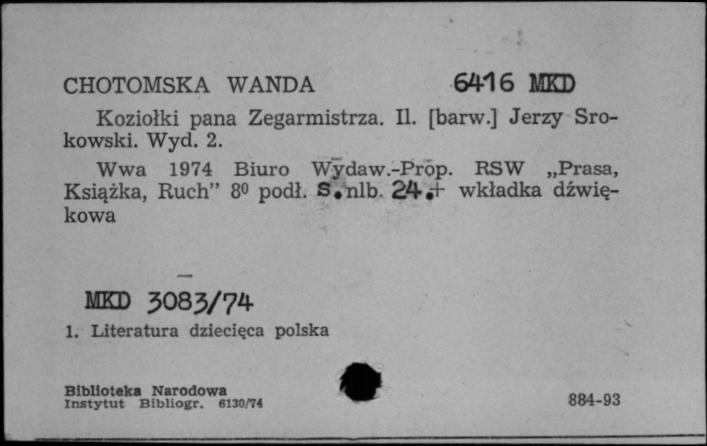 CHOTOMSKA WANDA 6416 MKD
Koziołki pana Zegarmistrza. Il. [barw.] Jerzy Sro-
kowski. Wyd. 2.
Wwa 1974 Biuro Wydaw.-Prop. RSW „Prasa,
Książka, Ruch” 8⁰ podł. S. nlb. 24.+ wkładka dźwię-
kowa
MKD 3083/74
1. Literatura dziecięca polska
Biblioteka Narodowa
Instytut Bibliogr. 6130/74 884-93